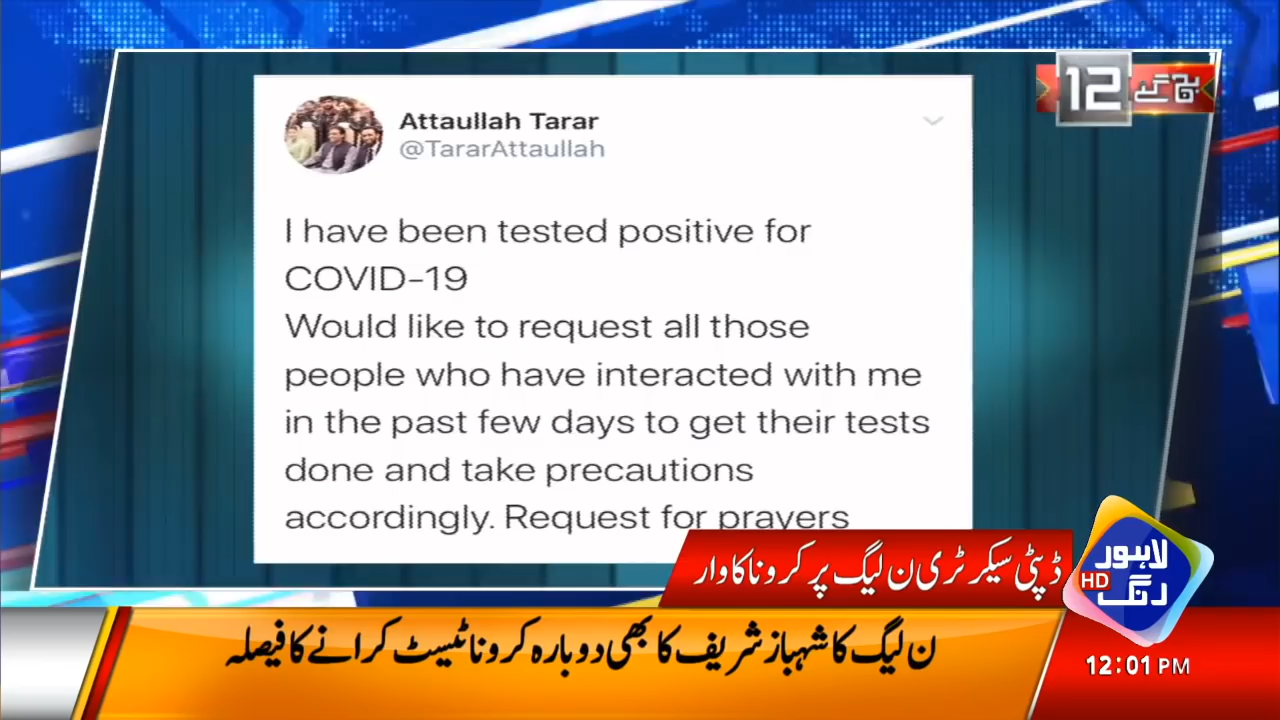 12 بج گئے
Attaullah Tarar
@TararAttaullah
I have been tested positive for
COVID-19
Would like to request all those
people who have interacted with me
in the past few days to get their tests
done and take precautions
accordingly. Request for prayers
ڈپٹی سیکرٹری ن لیگ پر کرونا کا وار
لاہور
HD
رنگ
ن لیگ کا شہباز شریف کا بھی دوبارہ کرونا ٹیسٹ کرانے کا فیصلہ
12:01 PM